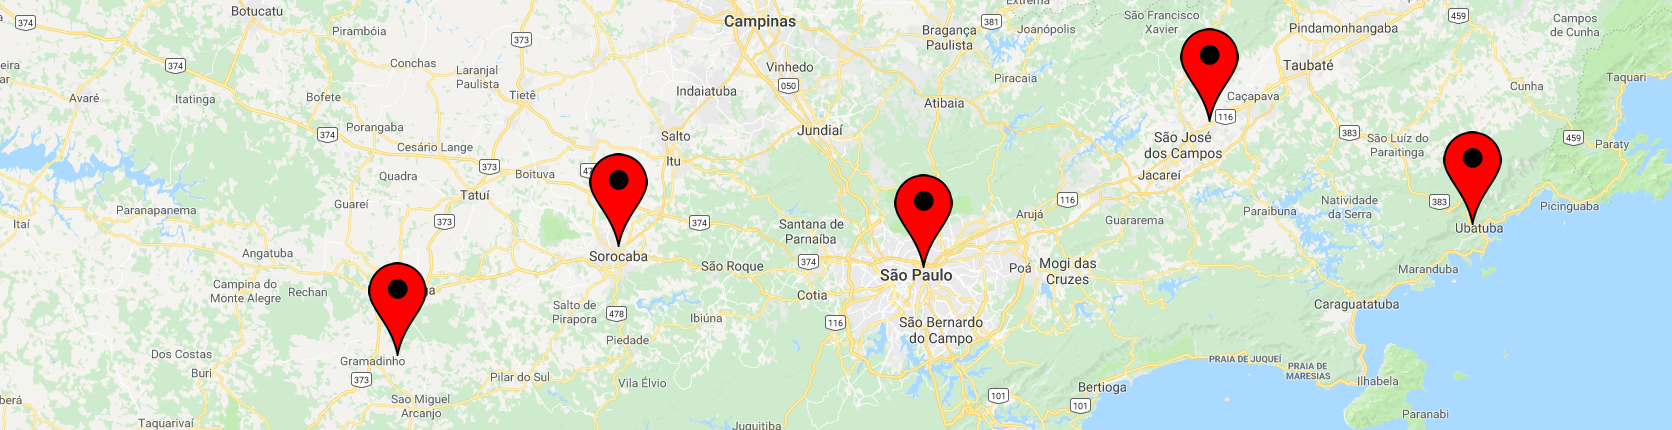 Botucatu
374
Pirambóia
373
Campinas
381
Extrema
Joanópolis
Bragança
Paulista
São Francisco
Xavier
459
Pindamonhangaba
Campos
de Cunha
374
Conchas
Laranjal
Paulista
Vinhedo
050
Piracaia
Taubaté
Taquari
Avaré
Itatinga
Bofete
Tietê
Indaiatuba
Atibaia
Caçapava
116
Cunha
374
Porangaba
Cesário Lange
Salto
Jundiaí
São José
dos Campos
383
São Luíz do
Paraitinga
459
Paraty
373
Itu
Quadra
Boituva
Jacareí
Tatuí
116
383
Natividade
da Serra
Guareí
Paranapanema
Itaí
373
374
Santana de
Parnaíba
Arujá
Guararema
Paraibuna
Picinguaba
Ubatuba
Angatuba
Sorocaba
São Roque
374
São Paulo
Poá
Mogi das
Cruzes
Maranduba
Campina do
Monte Alegre
Rechan
Salto de
Pirapora
478
Cotia
Caraguatatuba
Ibiúna
116
São Bernardo
do Campo
Piedade
Dos Costas
Gramadinho
Buri
373
Pilar do Sul
Vila Élvio
PRAIA DE JUQUEÍ
PRAIA DE
MARESIAS
Ilhabela
Bertioga
101
101
Sao Miguel
Arcanjo
Taquarivaí
Juquitiba
Paranabi